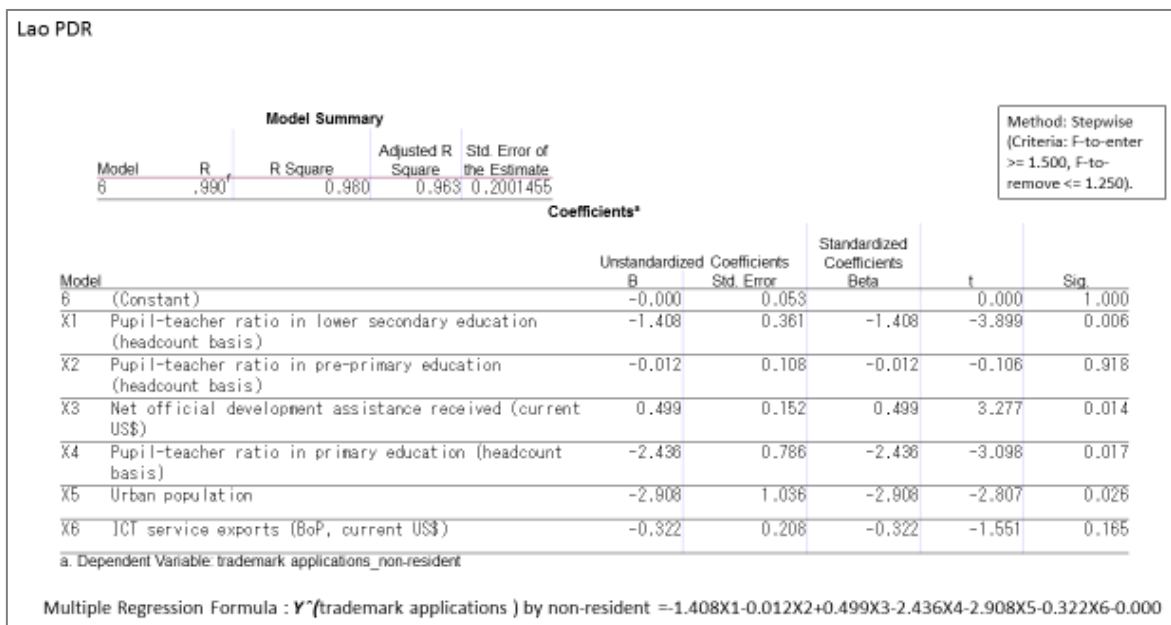 Lao PDR
Method: Stepwise
(Criteria: F-to-enter
>= 1.500, F-to-
remove <= 1.250).
Model Summary
Model R R Square Adjusted R Square Std. Error of the Estimate
6 .990f 0.980 0.963 0.2001455
Coefficientsa
Model Unstandardized Coefficients B Std. Error Standardized Coefficients Beta t Sig.
6 (Constant) -0.000 0.053 0.000 1.000
X1 Pupil-teacher ratio in lower secondary education -1.408 0.361 -1.408 -3.899 0.006
(headcount basis)
X2 Pupil-teacher ratio in pre-primary education -0.012 0.108 -0.012 -0.106 0.918
(headcount basis)
X3 Net official development assistance received (current 0.499 0.152 0.499 3.277 0.014
US$)
X4 Pupil-teacher ratio in primary education (headcount -2.436 0.786 -2.436 -3.098 0.017
basis)
X5 Urban population -2.908 1.036 -2.908 -2.807 0.026
X6 ICT service exports (BoP, current US$) -0.322 0.208 -0.322 -1.551 0.165
a. Dependent Variable: trademark applications_non-resident
Multiple Regression Formula : Y^(trademark applications ) by non-resident =-1.408X1-0.012X2+0.499X3-2.436X4-2.908X5-0.322X6-0.000